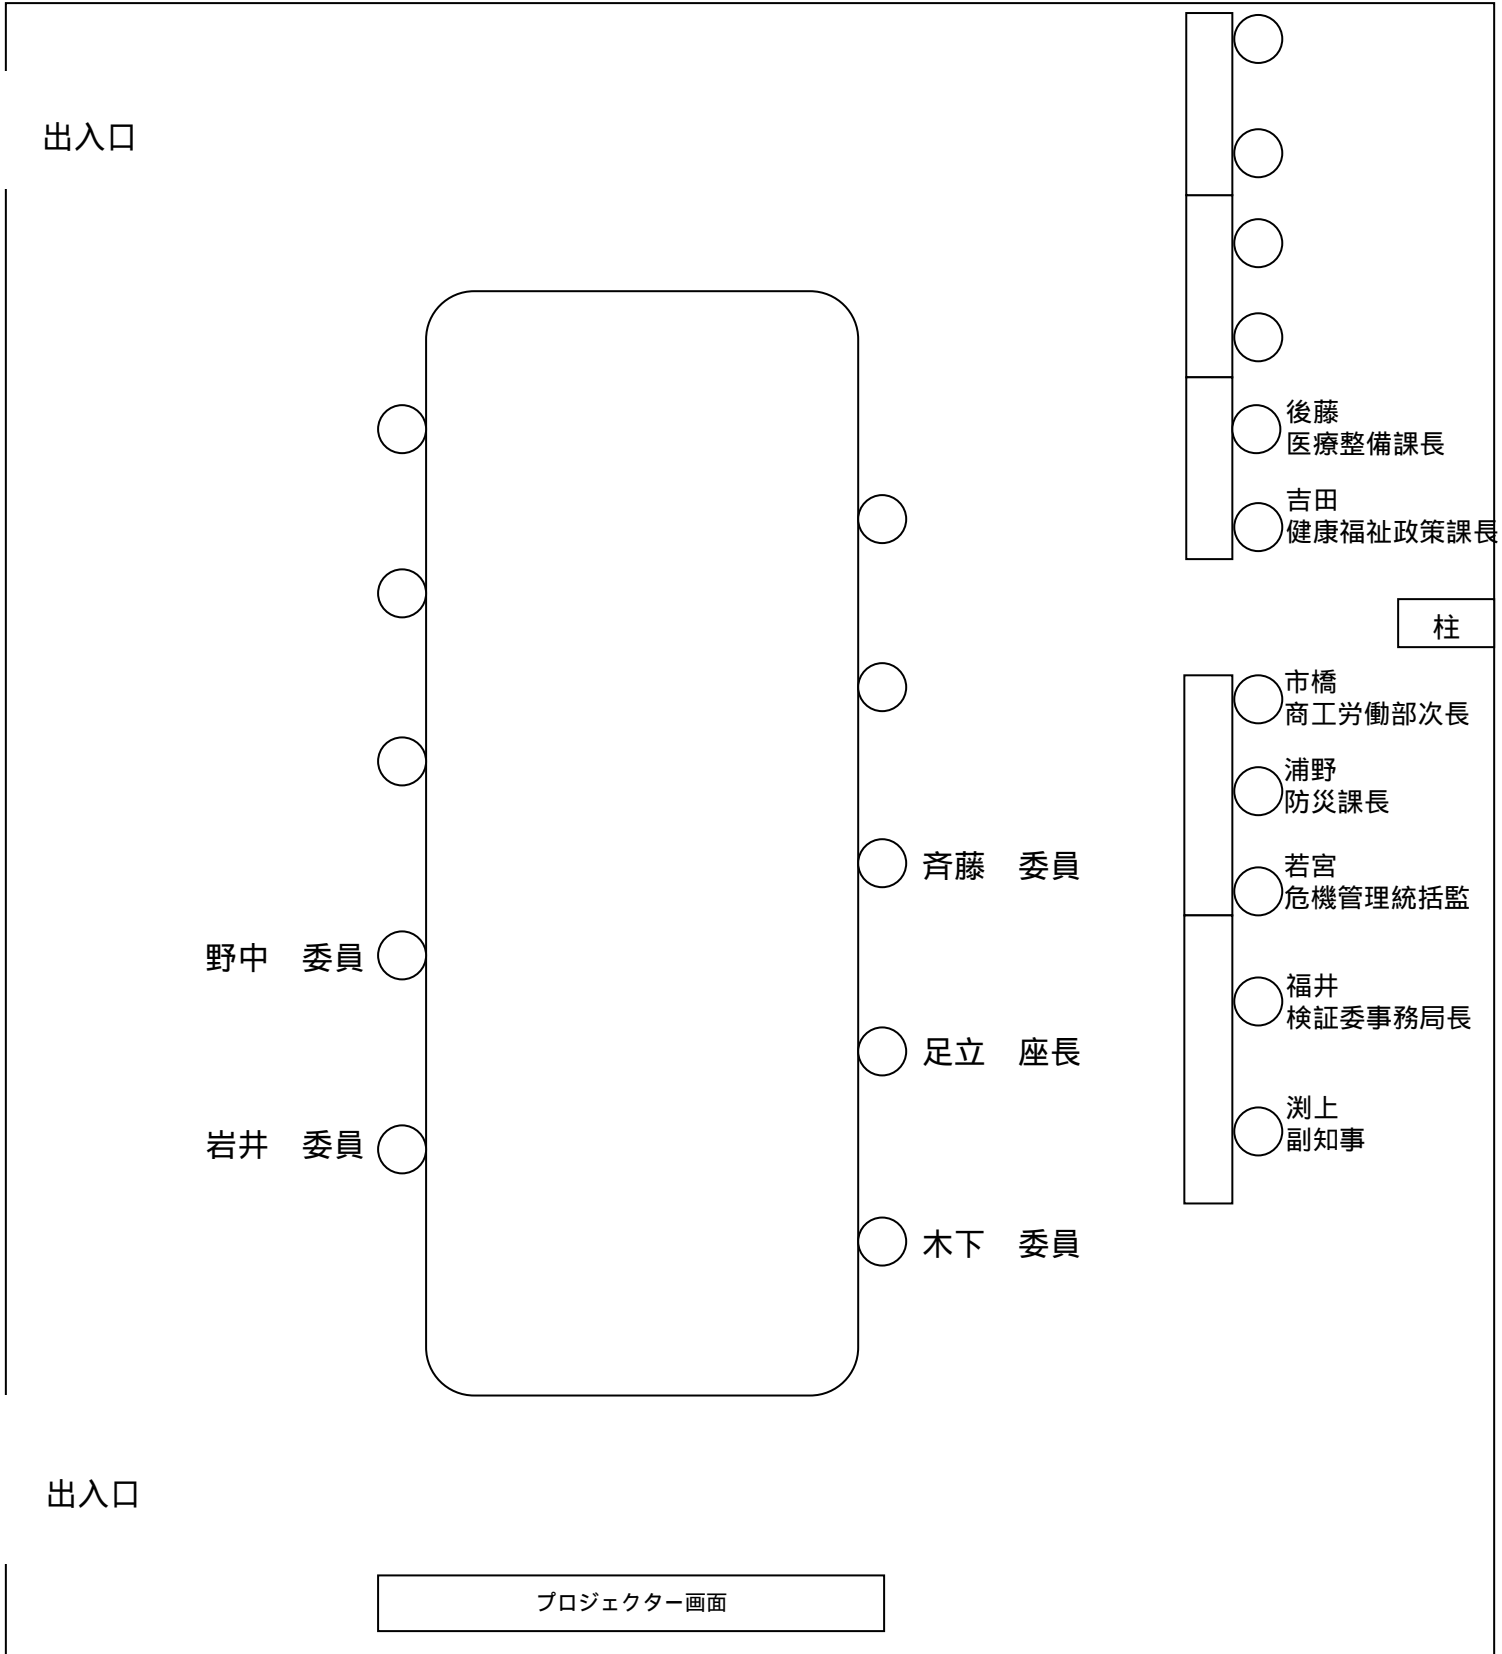 出入口
後藤
医療整備課長
吉田
健康福祉政策課長
柱
市橋
商工労働部次長
浦野
防災課長
斉藤　委員
若宮
危機管理統括監
野中　委員
福井
検証委事務局長
足立　座長
渕上
副知事
岩井　委員
木下　委員
出入口
プロジェクター画面